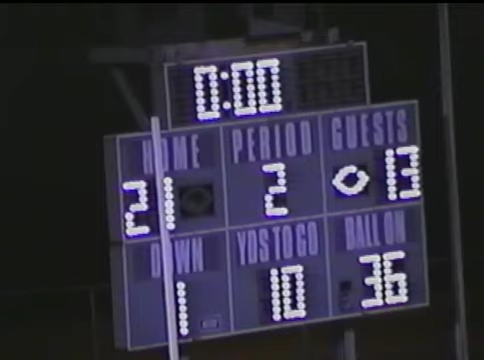 0:00
HOME PERIOD GUESTS
21 2 13
DOWN YDS TO GO BALL ON
1 10 36